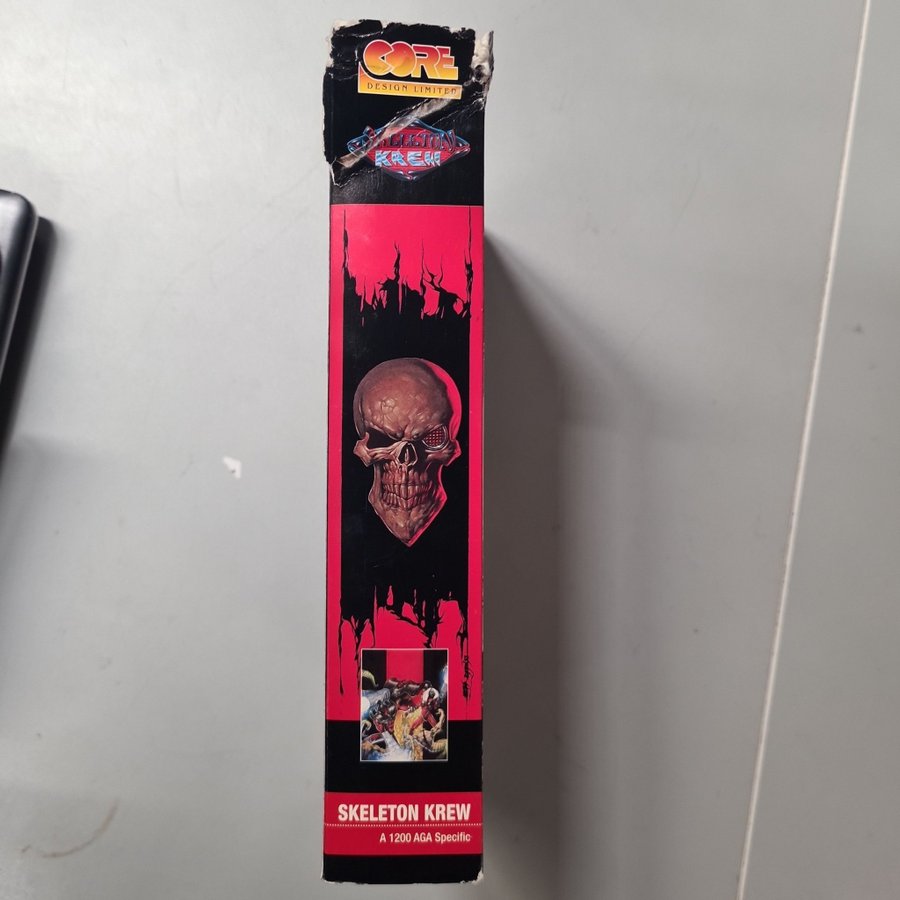 CORE
DESIGN LIMITED
SKELETON
KREW
SKELETON KREW
A 1200 AGA Specific